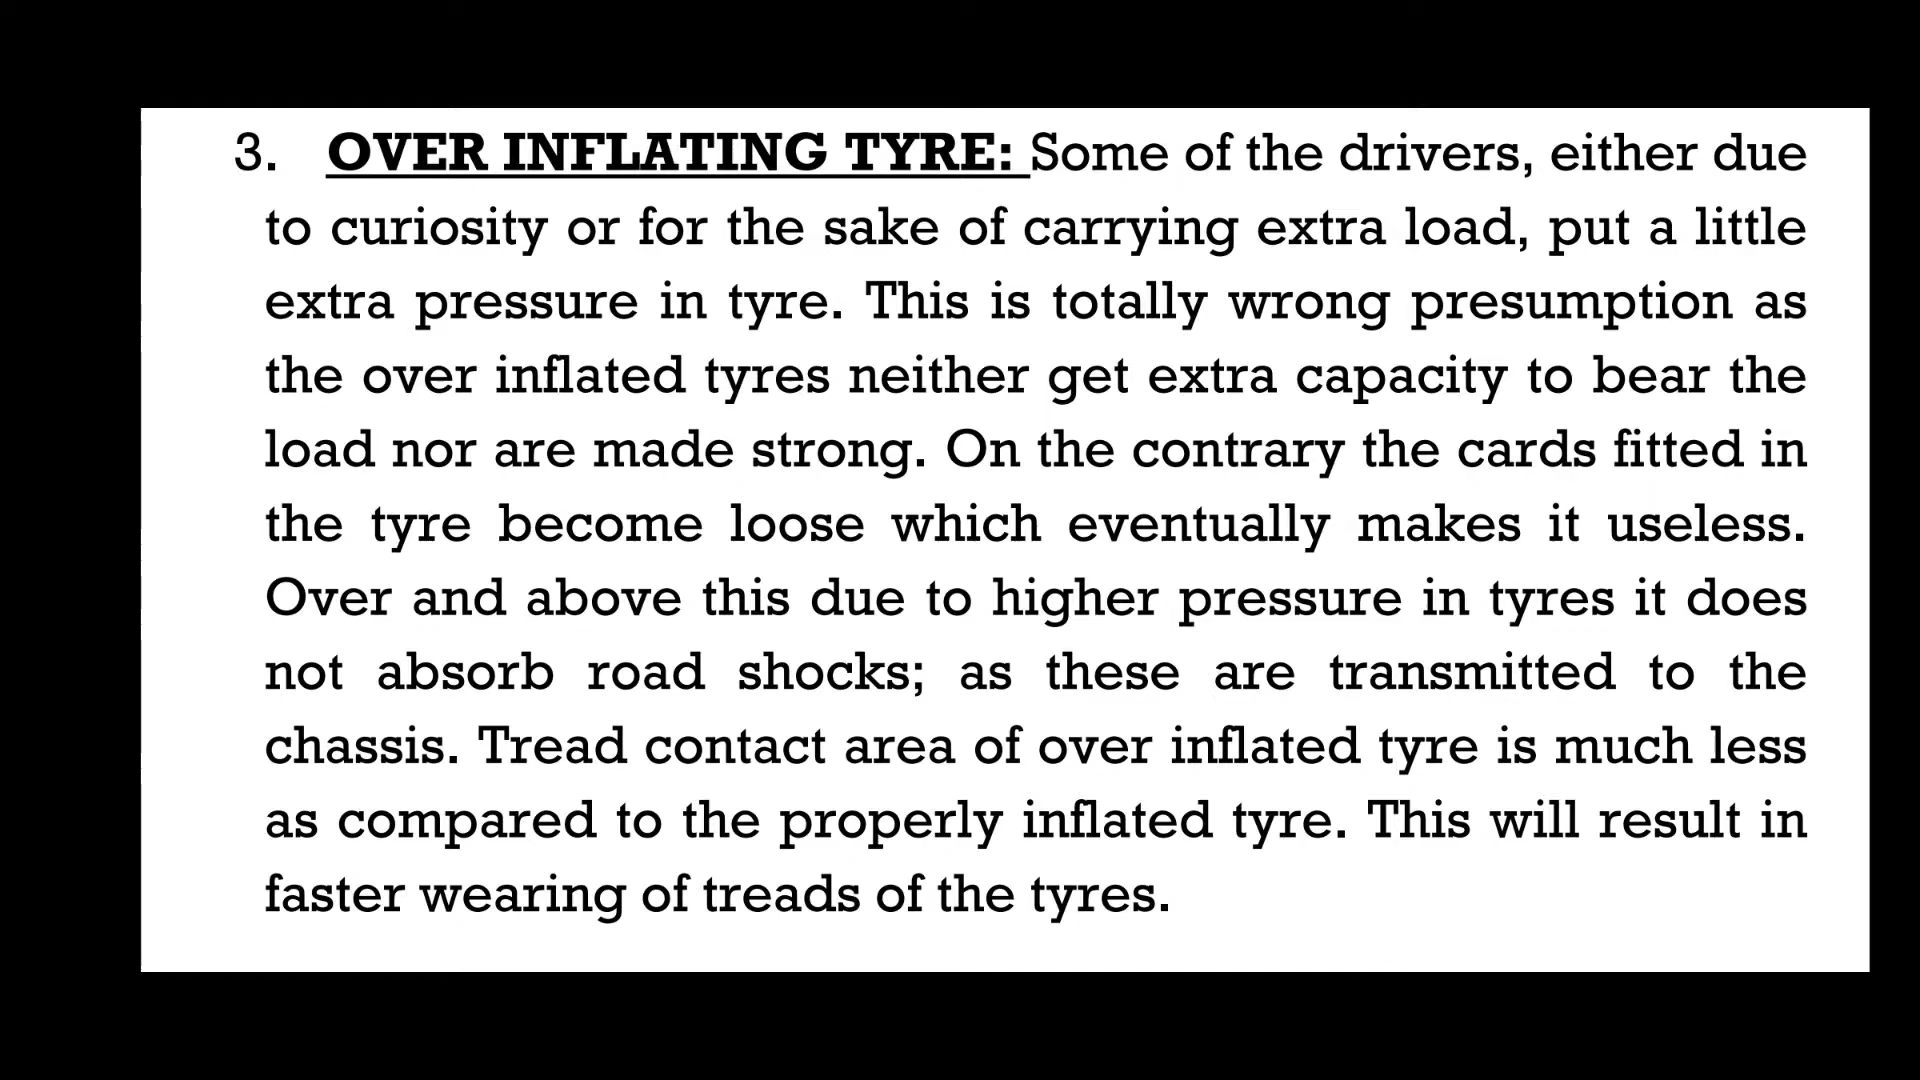 3. OVER INFLATING TYRE: Some of the drivers, either due
to curiosity or for the sake of carrying extra load, put a little
extra pressure in tyre. This is totally wrong presumption as
the over inflated tyres neither get extra capacity to bear the
load nor are made strong. On the contrary the cards fitted in
the tyre become loose which eventually makes it useless.
Over and above this due to higher pressure in tyres it does
not absorb road shocks; as these are transmitted to the
chassis. Tread contact area of over inflated tyre is much less
as compared to the properly inflated tyre. This will result in
faster wearing of treads of the tyres.